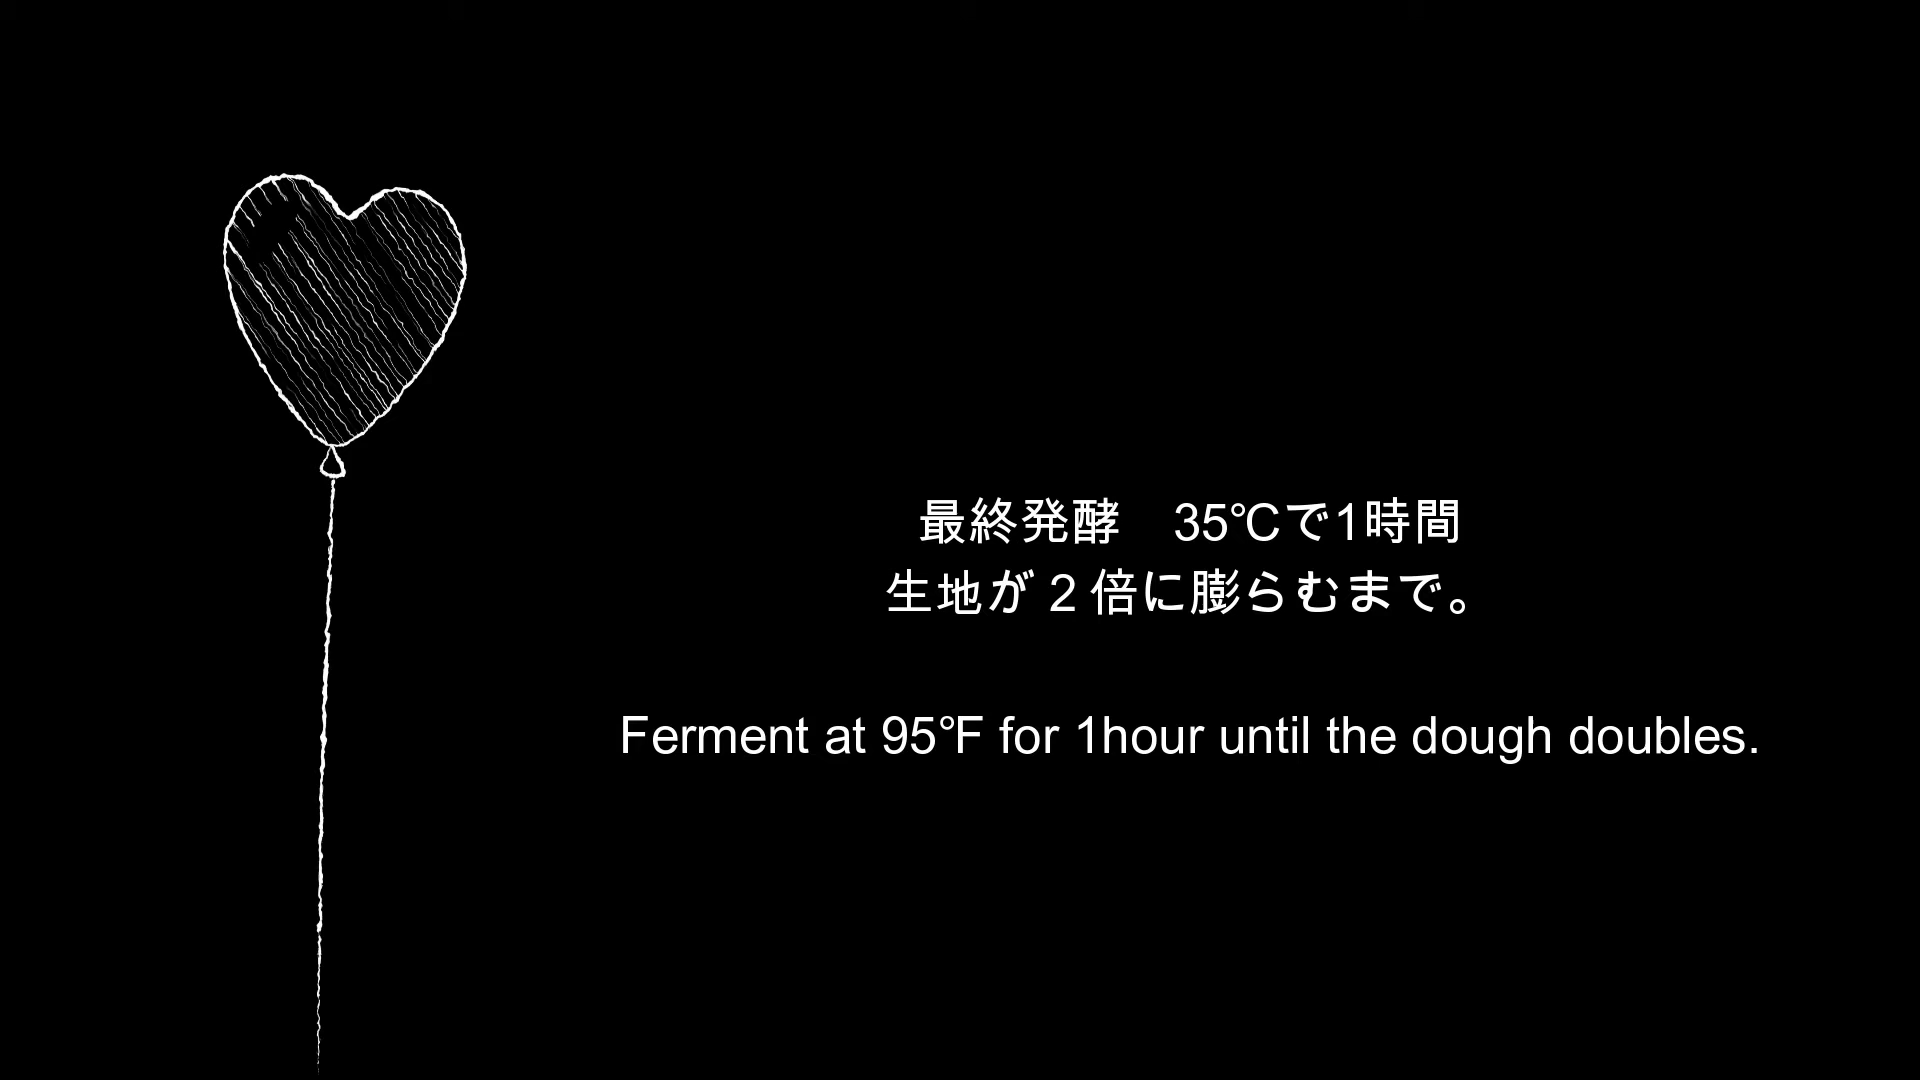 最終発酵　35℃で1時間
生地が２倍に膨らむまで。
Ferment at 95℉ for 1hour until the dough doubles.